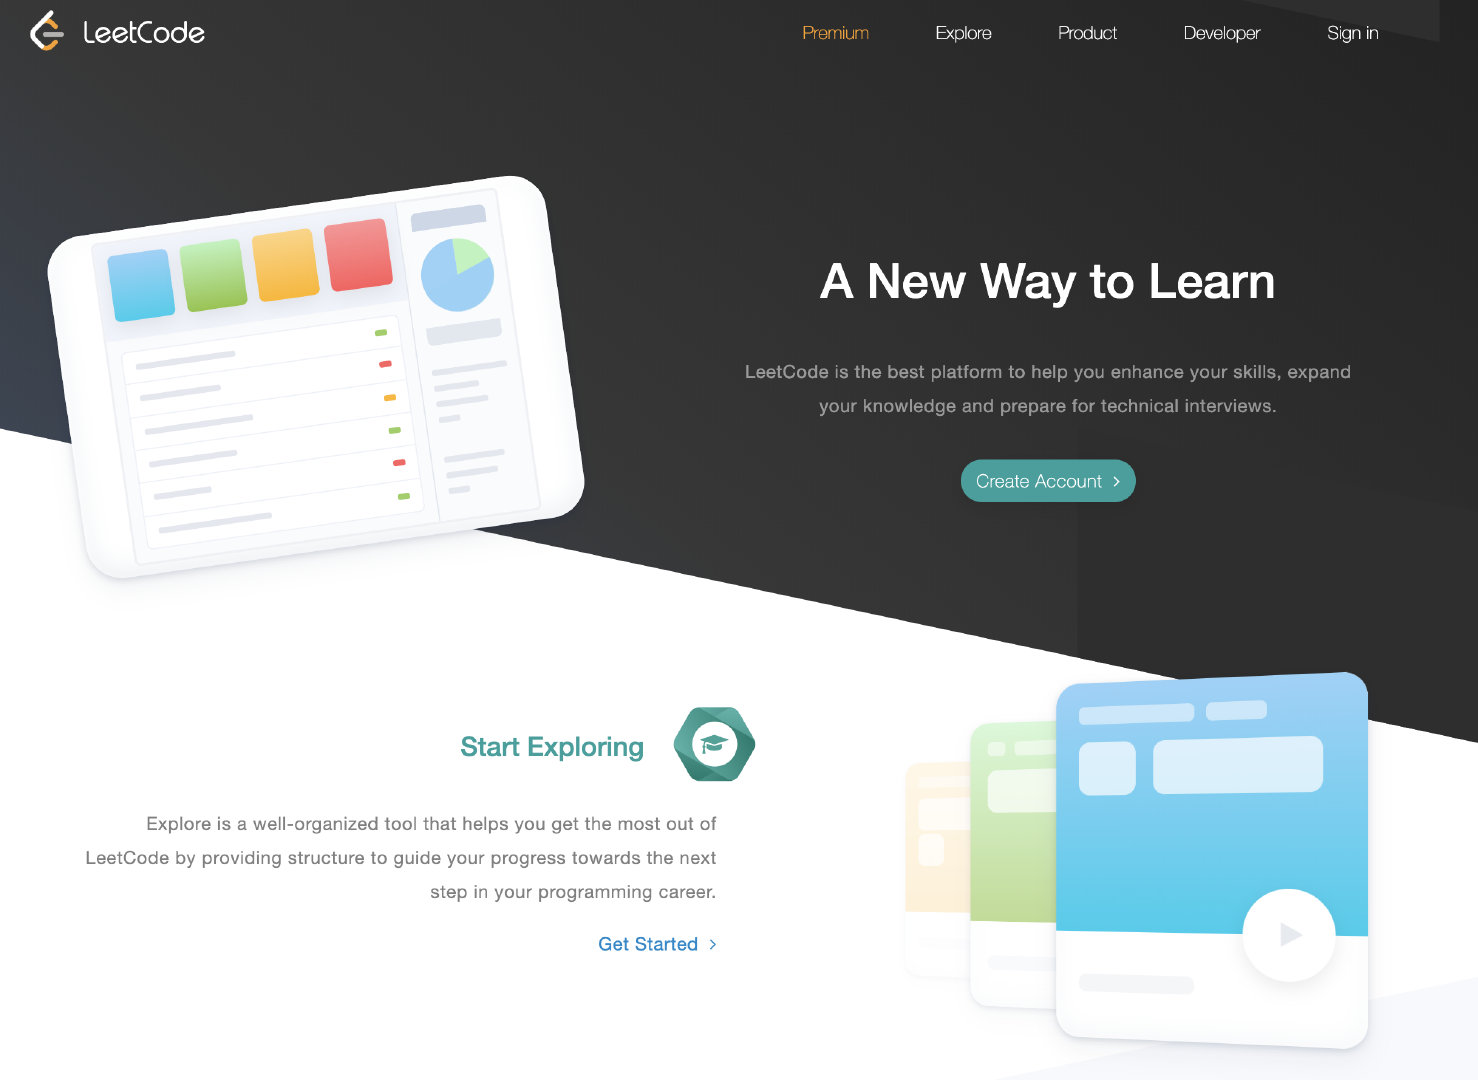 LeetCode
Premium
Explore
Product
Developer
Sign in
A New Way to Learn
LeetCode is the best platform to help you enhance your skills, expand
your knowledge and prepare for technical interviews.
Create Account
Start Exploring
Explore is a well-organized tool that helps you get the most out of
LeetCode by providing structure to guide your progress towards the next
step in your programming career.
Get Started